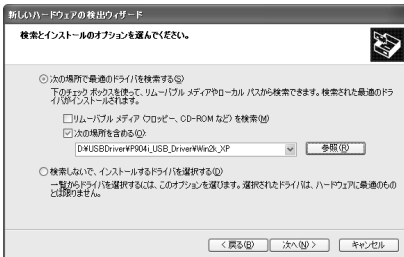 新しいハードウェアの検出ウィザード
検索とインストールのオプションを選んでください。
次の場所で最適のドライバを検索する(S)
下のチェック ボックスを使って、リムーバブル メディアやローカル パスから検索できます。検索された最適のドラ
イバがインストールされます。
リムーバブル メディア (フロッピー、CD-ROM など) を検索(M)
次の場所を含める(O):
D:¥USBDriver¥P904i_USB_Driver¥Win2k_XP
参照(R)
検索しないで、インストールするドライバを選択する(D)
一覧からドライバを選択するには、このオプションを選びます。選択されたドライバは、ハードウェアに最適のもの
とは限りません。
< 戻る(B)
次へ(N) >
キャンセル